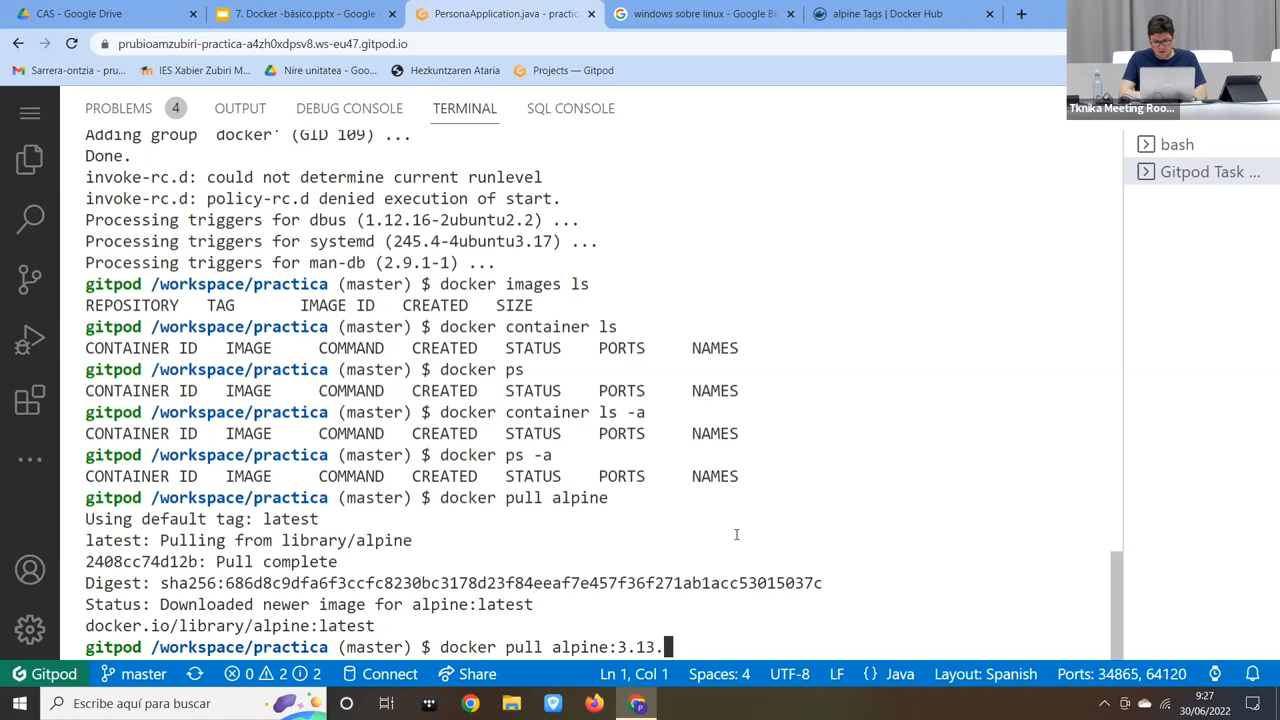 CAS - Google Drive
7. Docker -básico.pptx - Google
PersonaApplication.java - practic
windows sobre linux - Google Bi
alpine Tags | Docker Hub
prubioamzubiri-practica-a4zh0xdpsv8.ws-eu47.gitpod.io
Sarrera-ontzia - pru...
IES Xabier Zubiri M...
Nire unitatea - Goo...
Hezkuntzaren Ataria
Projects — Gitpod
Tknika Meeting Roo...
PROBLEMS 4 OUTPUT DEBUG CONSOLE TERMINAL SQL CONSOLE
bash
Gitpod Task ...
Adding group `docker' (GID 109) ...
Done.
invoke-rc.d: could not determine current runlevel
invoke-rc.d: policy-rc.d denied execution of start.
Processing triggers for dbus (1.12.16-2ubuntu2.2) ...
Processing triggers for systemd (245.4-4ubuntu3.17) ...
Processing triggers for man-db (2.9.1-1) ...
gitpod /workspace/practica (master) $ docker images ls
REPOSITORY TAG IMAGE ID CREATED SIZE
gitpod /workspace/practica (master) $ docker container ls
CONTAINER ID IMAGE COMMAND CREATED STATUS PORTS NAMES
gitpod /workspace/practica (master) $ docker ps
CONTAINER ID IMAGE COMMAND CREATED STATUS PORTS NAMES
gitpod /workspace/practica (master) $ docker container ls -a
CONTAINER ID IMAGE COMMAND CREATED STATUS PORTS NAMES
gitpod /workspace/practica (master) $ docker ps -a
CONTAINER ID IMAGE COMMAND CREATED STATUS PORTS NAMES
gitpod /workspace/practica (master) $ docker pull alpine
Using default tag: latest
latest: Pulling from library/alpine
2408cc74d12b: Pull complete
Digest: sha256:686d8c9dfa6f3ccfc8230bc3178d23f84eeaf7e457f36f271ab1acc53015037c
Status: Downloaded newer image for alpine:latest
docker.io/library/alpine:latest
gitpod /workspace/practica (master) $ docker pull alpine:3.13.
Gitpod master 0 2 2 Connect Share Ln 1, Col 1 Spaces: 4 UTF-8 LF {} Java Layout: Spanish Ports: 34865, 64120
Escribe aquí para buscar
9:27
30/06/2022